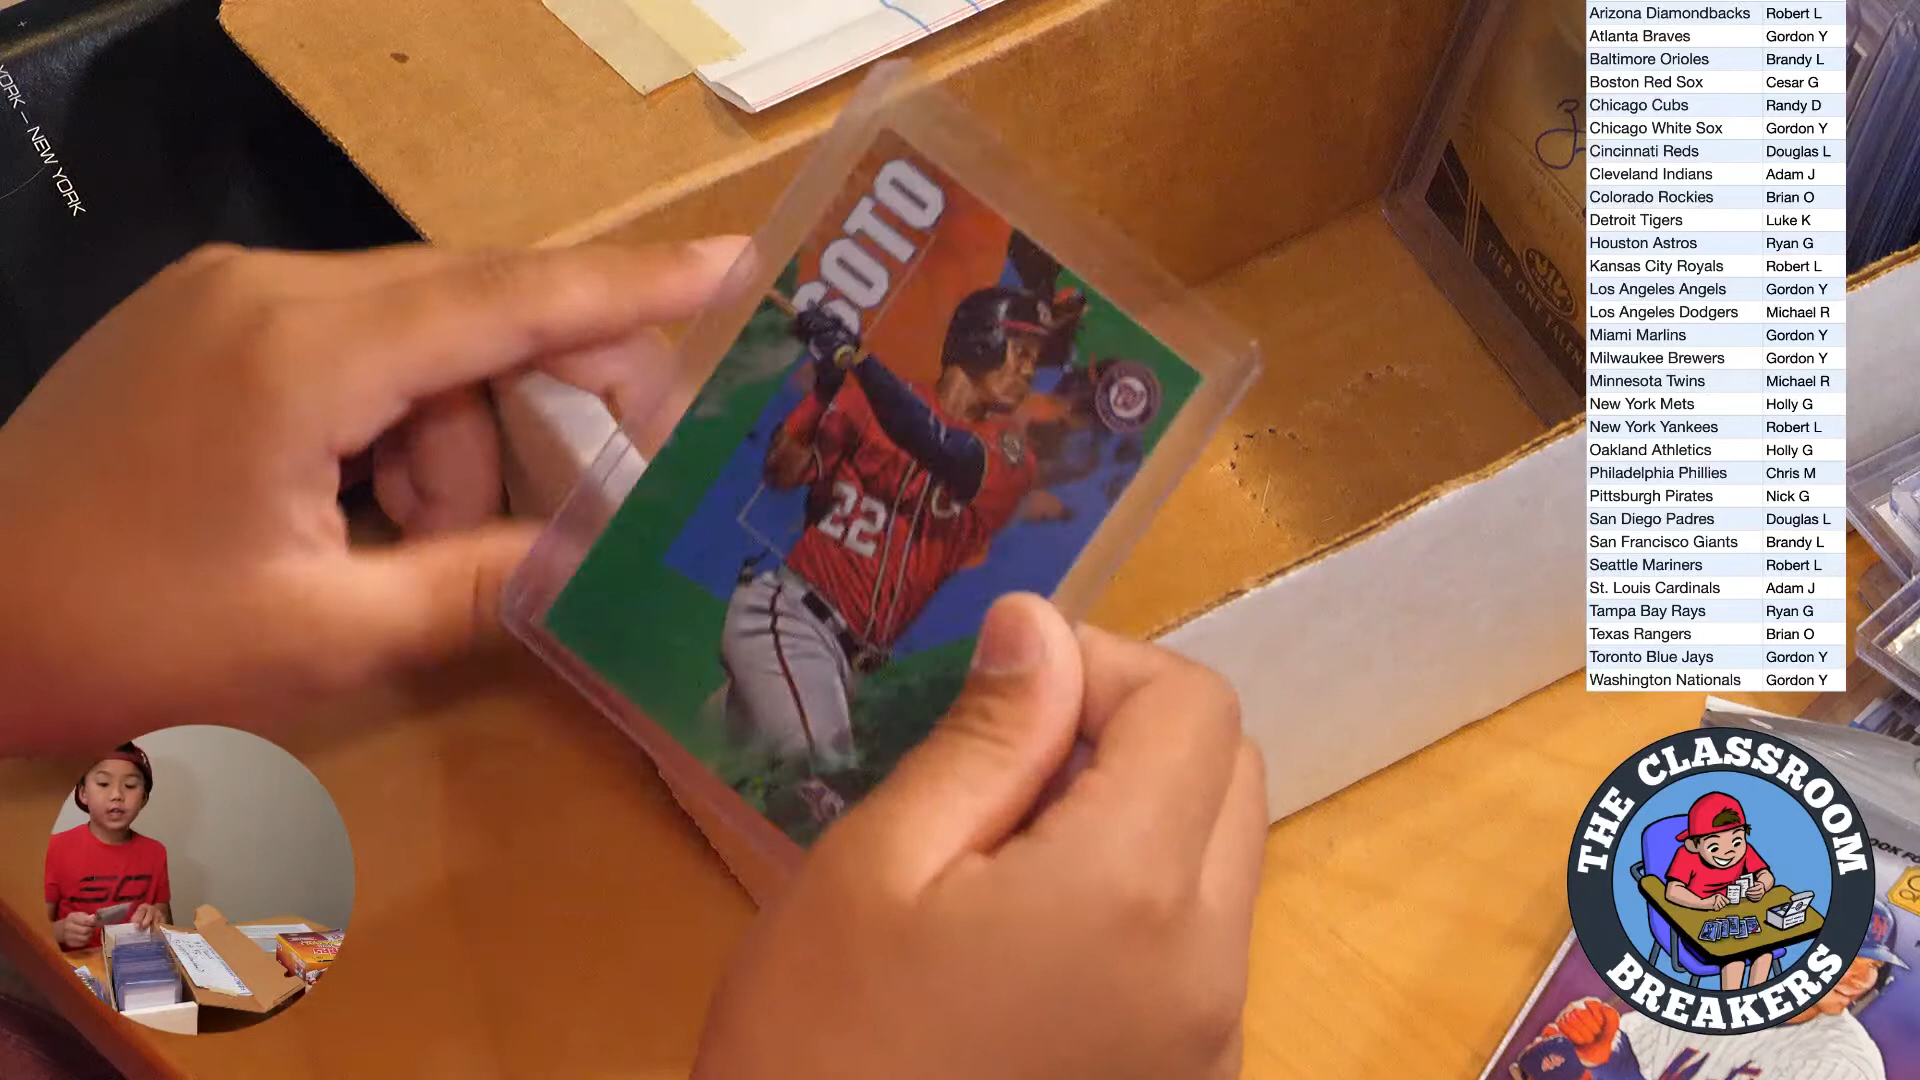 YORK – NEW YORK
SOTO
22
TIER ONE TALEN
Arizona Diamondbacks Robert L
Atlanta Braves Gordon Y
Baltimore Orioles Brandy L
Boston Red Sox Cesar G
Chicago Cubs Randy D
Chicago White Sox Gordon Y
Cincinnati Reds Douglas L
Cleveland Indians Adam J
Colorado Rockies Brian O
Detroit Tigers Luke K
Houston Astros Ryan G
Kansas City Royals Robert L
Los Angeles Angels Gordon Y
Los Angeles Dodgers Michael R
Miami Marlins Gordon Y
Milwaukee Brewers Gordon Y
Minnesota Twins Michael R
New York Mets Holly G
New York Yankees Robert L
Oakland Athletics Holly G
Philadelphia Phillies Chris M
Pittsburgh Pirates Nick G
San Diego Padres Douglas L
San Francisco Giants Brandy L
Seattle Mariners Robert L
St. Louis Cardinals Adam J
Tampa Bay Rays Ryan G
Texas Rangers Brian O
Toronto Blue Jays Gordon Y
Washington Nationals Gordon Y
THE CLASSROOM
BREAKERS